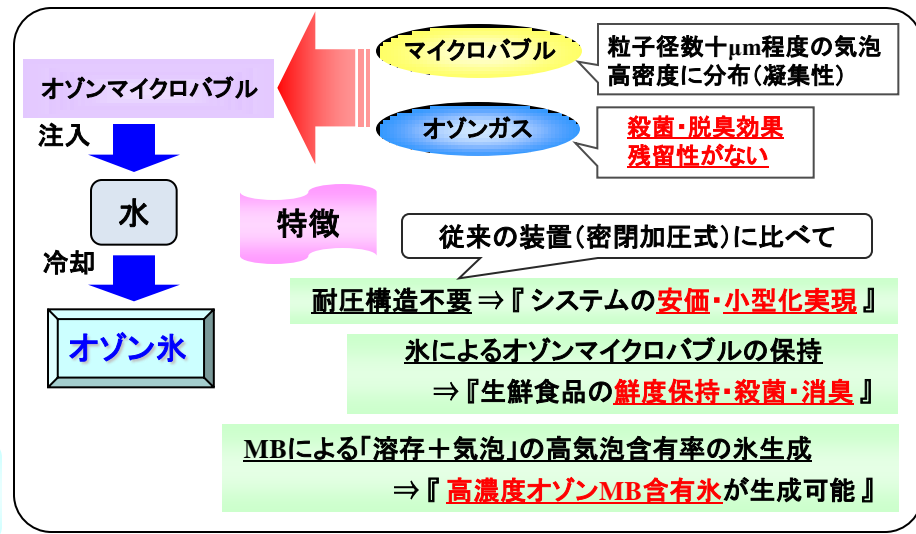 マイクロバブル
粒子径数十μm程度の気泡
高密度に分布(凝集性)
オゾンマイクロバブル
オゾンガス
殺菌・脱臭効果
残留性がない
注入
水
特徴
従来の装置(密閉加圧式)に比べて
冷却
耐圧構造不要⇒『システムの安価・小型化実現』
オゾン氷
氷によるオゾンマイクロバブルの保持
⇒『生鮮食品の鮮度保持・殺菌・消臭』
MBによる「溶存+気泡」の高気泡含有率の氷生成
⇒『高濃度オゾンMB含有氷が生成可能』